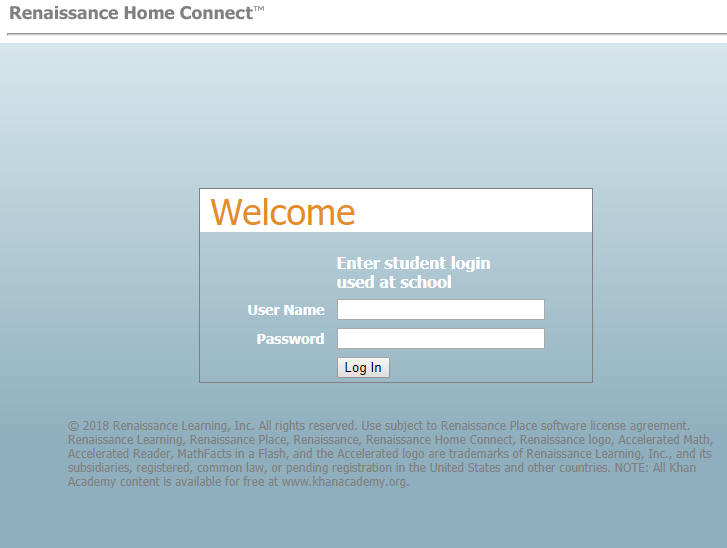 Renaissance Home Connect™
Welcome
Enter student login
used at school
User Name
Password
Log In
© 2018 Renaissance Learning, Inc. All rights reserved. Use subject to Renaissance Place software license agreement.
Renaissance Learning, Renaissance Place, Renaissance, Renaissance Home Connect, Renaissance logo, Accelerated Math,
Accelerated Reader, MathFacts in a Flash, and the Accelerated logo are trademarks of Renaissance Learning, Inc., and its
subsidiaries, registered, common law, or pending registration in the United States and other countries. NOTE: All Khan
Academy content is available for free at www.khanacademy.org.